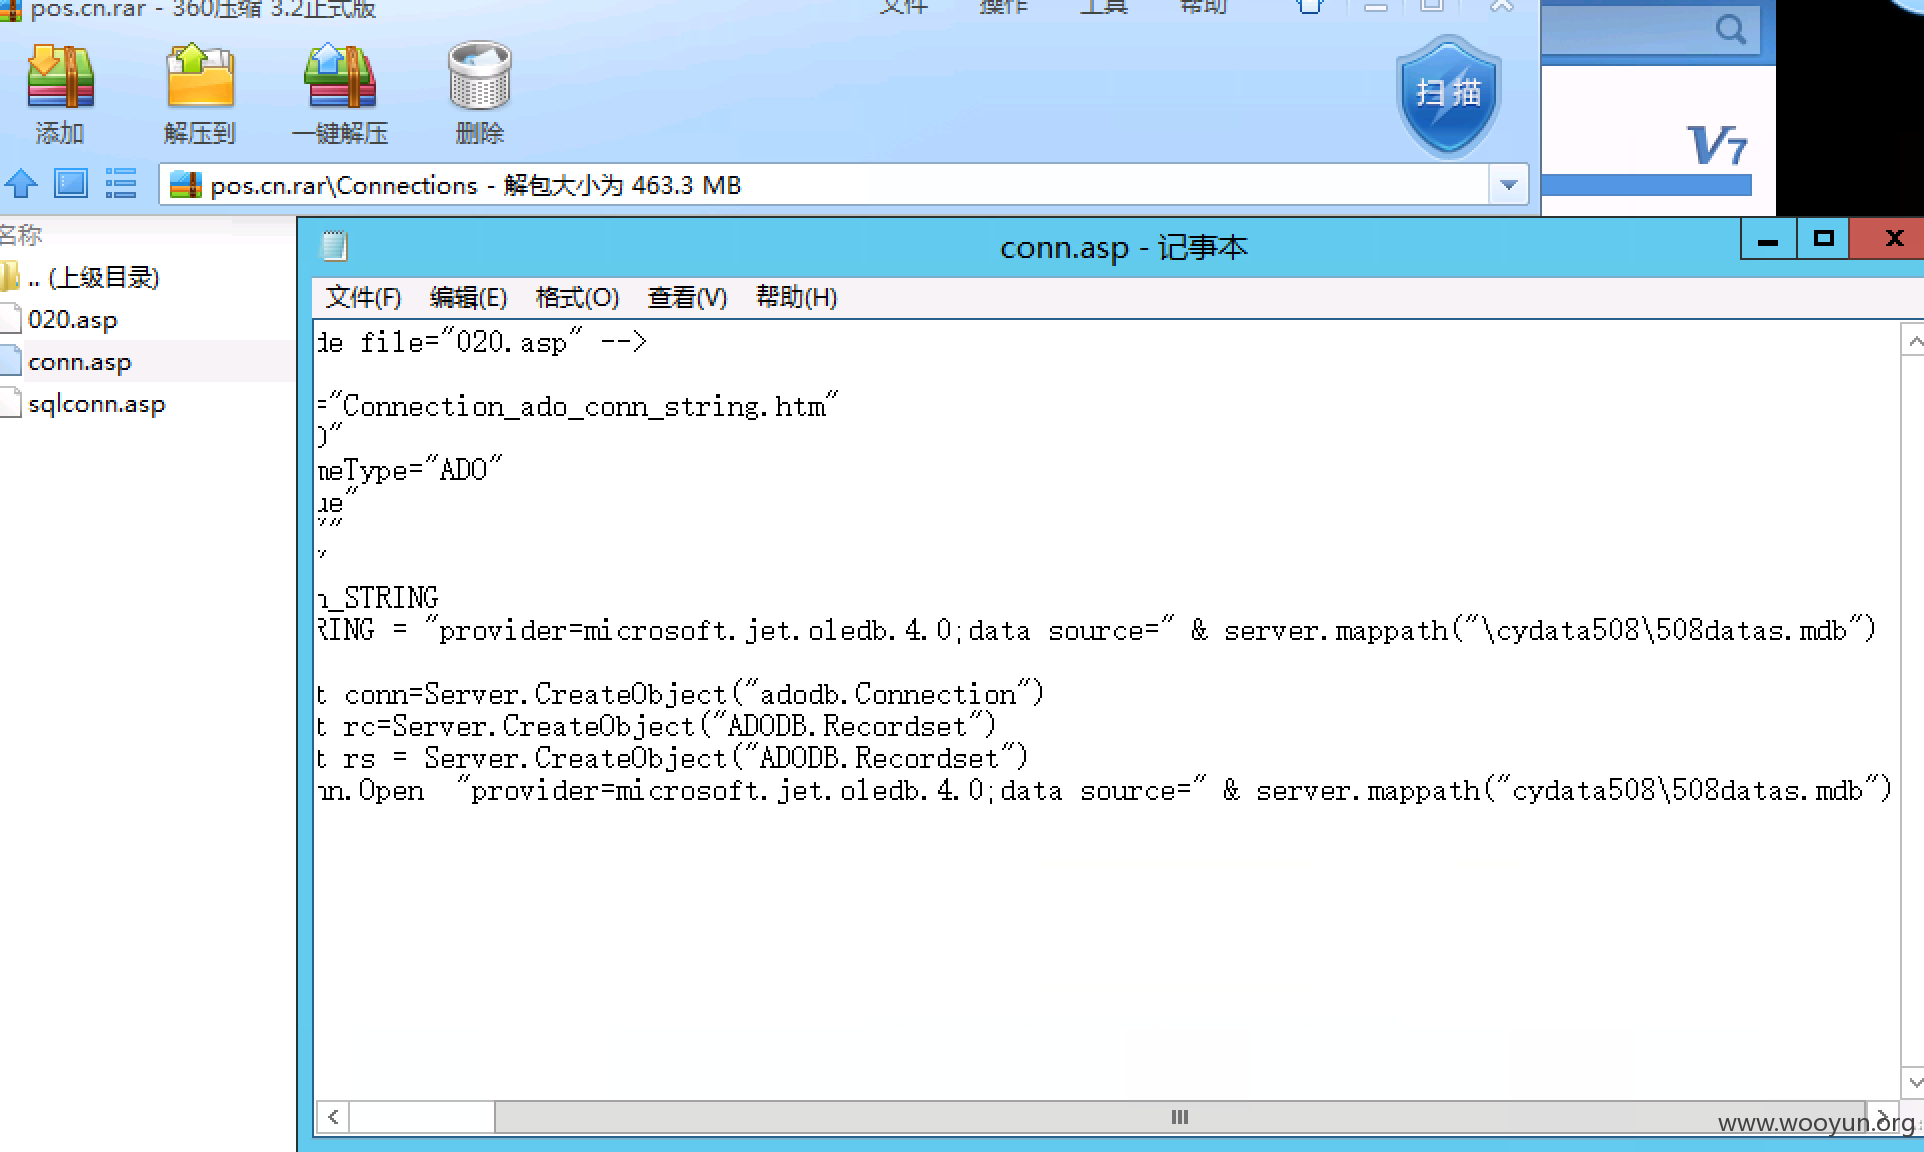 pos.cn.rar - 360压缩 3.2正式版
文件 操作 工具 帮助
添加 解压到 一键解压 删除
扫描
V7
pos.cn.rar\Connections - 解包大小为 463.3 MB
名称
.. (上级目录)
020.asp
conn.asp
sqlconn.asp
conn.asp - 记事本
文件(F) 编辑(E) 格式(O) 查看(V) 帮助(H)
de file="020.asp" -->
="Connection_ado_conn_string.htm"
)"
meType="ADO"
ue"
""
"
n_STRING
RING = "provider=microsoft.jet.oledb.4.0;data source=" & server.mappath("\cydata508\508datas.mdb")
t conn=Server.CreateObject("adodb.Connection")
t rc=Server.CreateObject("ADODB.Recordset")
t rs = Server.CreateObject("ADODB.Recordset")
nn.Open  "provider=microsoft.jet.oledb.4.0;data source=" & server.mappath("cydata508\508datas.mdb")
www.wooyun.org